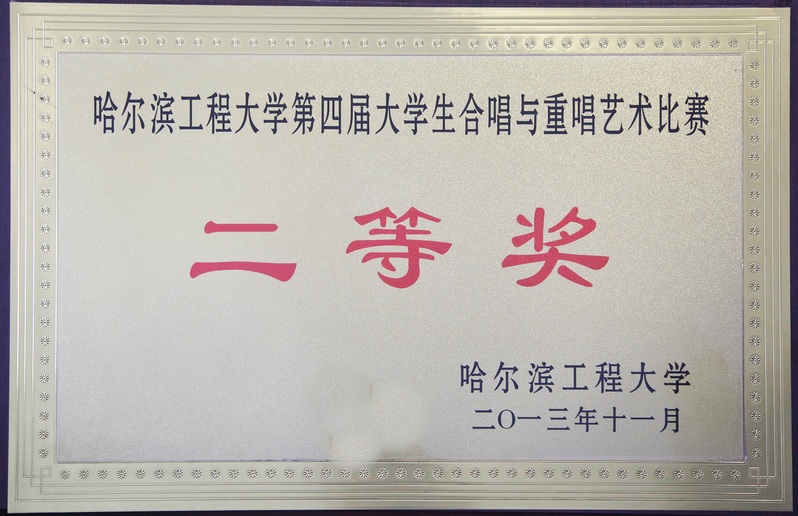 哈尔滨工程大学第四届大学生合唱与重唱艺术比赛
二等奖
哈尔滨工程大学
二〇一三年十一月